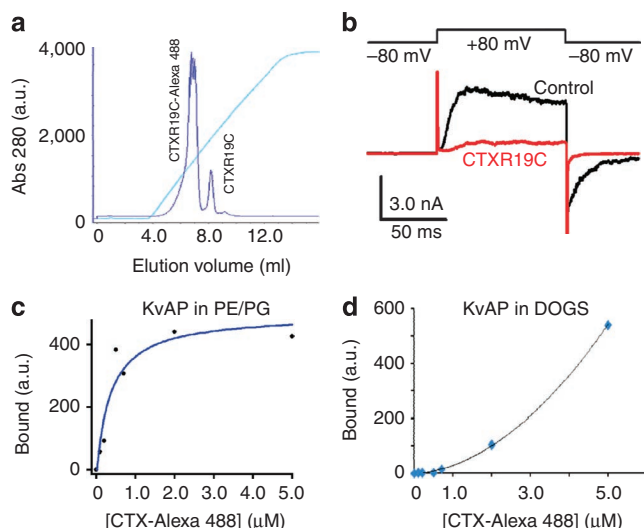 a
4,000
2,000
0
Abs 280 (a.u.)
CTXR19C-Alexa 488
CTXR19C
0 4.0 8.0 12.0
Elution volume (ml)
b
+80 mV
–80 mV –80 mV
Control
CTXR19C
3.0 nA
50 ms
c
KvAP in PE/PG
400
200
0
Bound (a.u.)
0 1.0 2.0 3.0 4.0 5.0
[CTX-Alexa 488] (μM)
d
KvAP in DOGS
600
400
200
0
Bound (a.u.)
0 1.0 3.0 5.0
[CTX-Alexa 488] (μM)